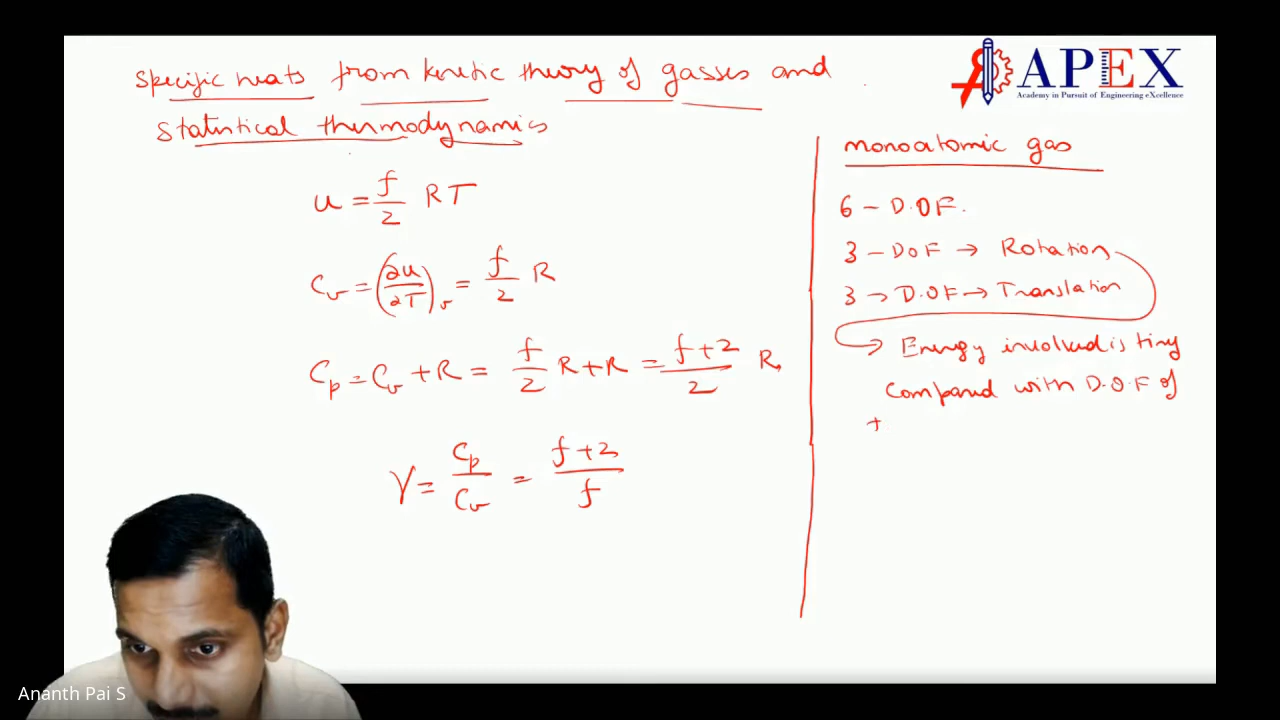 Specific heats from kinetic theory of gasses and
statistical thermodynamics
u = f/2 RT
Cv = (∂u/∂T)v = f/2 R
Cp = Cv + R = f/2 R + R = f+2/2 R
γ = Cp/Cv = f+2/f
APEX
Academy in Pursuit of Engineering eXcellence
monoatomic gas
6 - D.OF.
3 - DoF → Rotation
3 → D.OF → Translation
→ Energy involved is tiny
Compared with D.O.F of
t
Ananth Pai S